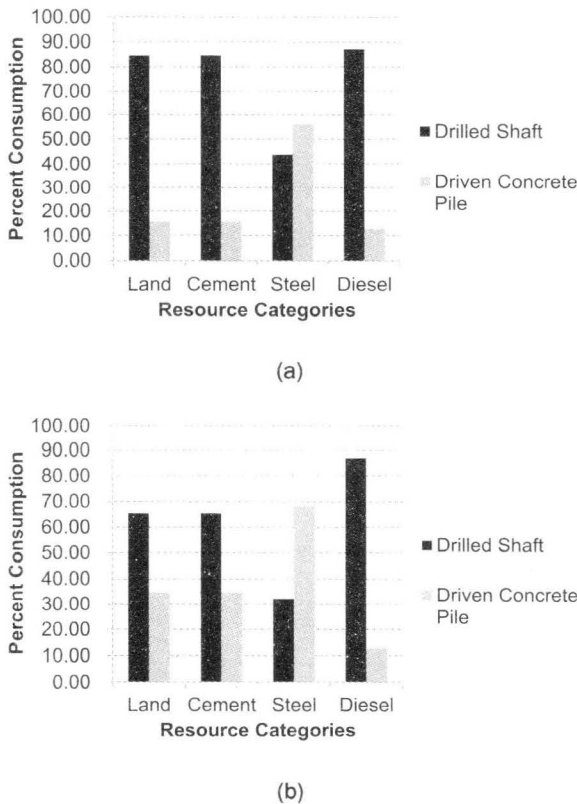 100.00
90.00
80.00
70.00
60.00
50.00
40.00
30.00
20.00
10.00
0.00
Percent Consumption
Land Cement Steel Diesel
Resource Categories
Drilled Shaft
Driven Concrete
Pile
(a)
100.00
90.00
80.00
70.00
60.00
50.00
40.00
30.00
20.00
10.00
0.00
Percent Consumption
Land Cement Steel Diesel
Resource Categories
Drilled Shaft
Driven Concrete
Pile
(b)